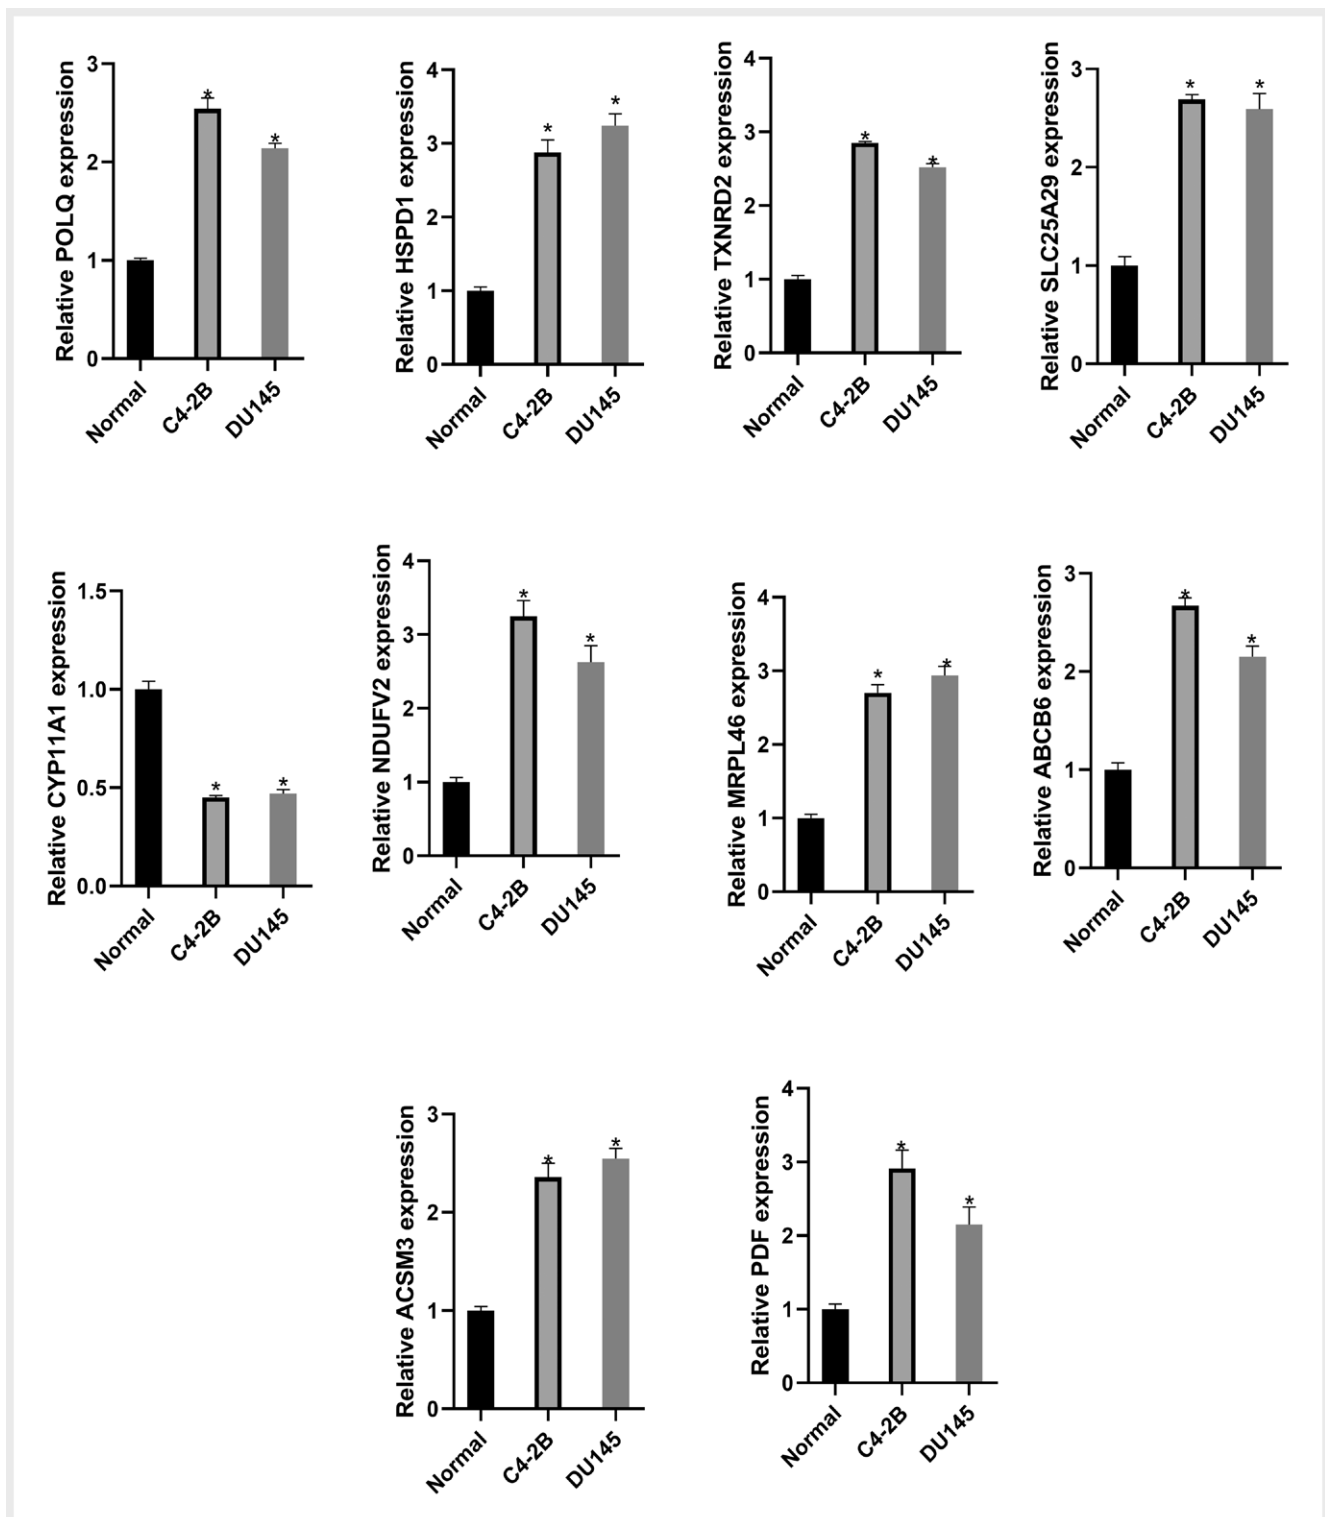 Relative POLQ expression
3
2
1
0
*
*
Normal
C4-2B
DU145
Relative HSPD1 expression
4
3
2
1
0
*
*
Normal
C4-2B
DU145
Relative TXNRD2 expression
4
3
2
1
0
*
*
Normal
C4-2B
DU145
Relative SLC25A29 expression
3
2
1
0
*
*
Normal
C4-2B
DU145
Relative CYP11A1 expression
1.5
1.0
0.5
0.0
*
*
Normal
C4-2B
DU145
Relative NDUFV2 expression
4
3
2
1
0
*
*
Normal
C4-2B
DU145
Relative MRPL46 expression
4
3
2
1
0
*
*
Normal
C4-2B
DU145
Relative ABCB6 expression
3
2
1
0
*
*
Normal
C4-2B
DU145
Relative ACSM3 expression
3
2
1
0
*
*
Normal
C4-2B
DU145
Relative PDF expression
4
3
2
1
0
*
*
Normal
C4-2B
DU145